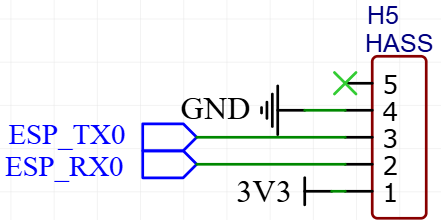 H5
HASS
5
GND 4
ESP_TX0 3
ESP_RX0 2
3V3 1